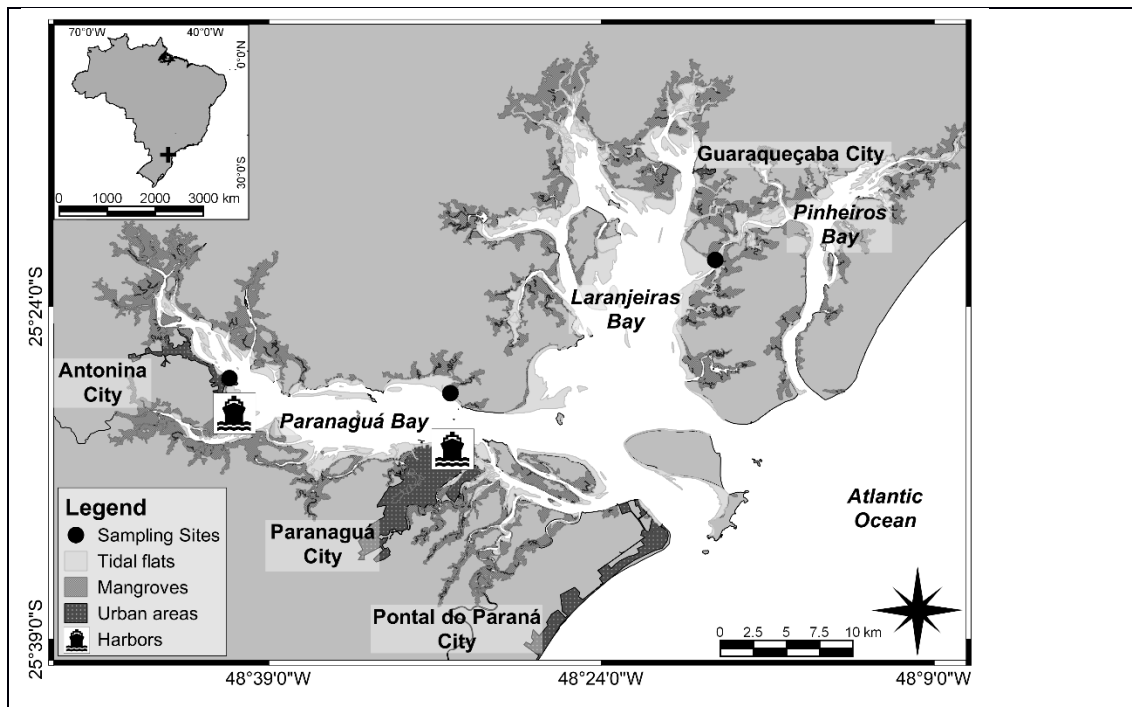 70°0"W
40°0"W
0°0"N
30°0"S
0 1000 2000 3000 km
Guaraqueçaba City
Pinheiros
Bay
Laranjeiras
Bay
25°24'0"S
Antonina
City
Paranaguá Bay
Atlantic
Ocean
Legend
Sampling Sites
Tidal flats
Mangroves
Urban areas
Harbors
Paranaguá
City
Pontal do Paraná
City
0 2.5 5 7.5 10 km
25°39'0"S
48°39'0"W
48°24'0"W
48°9'0"W